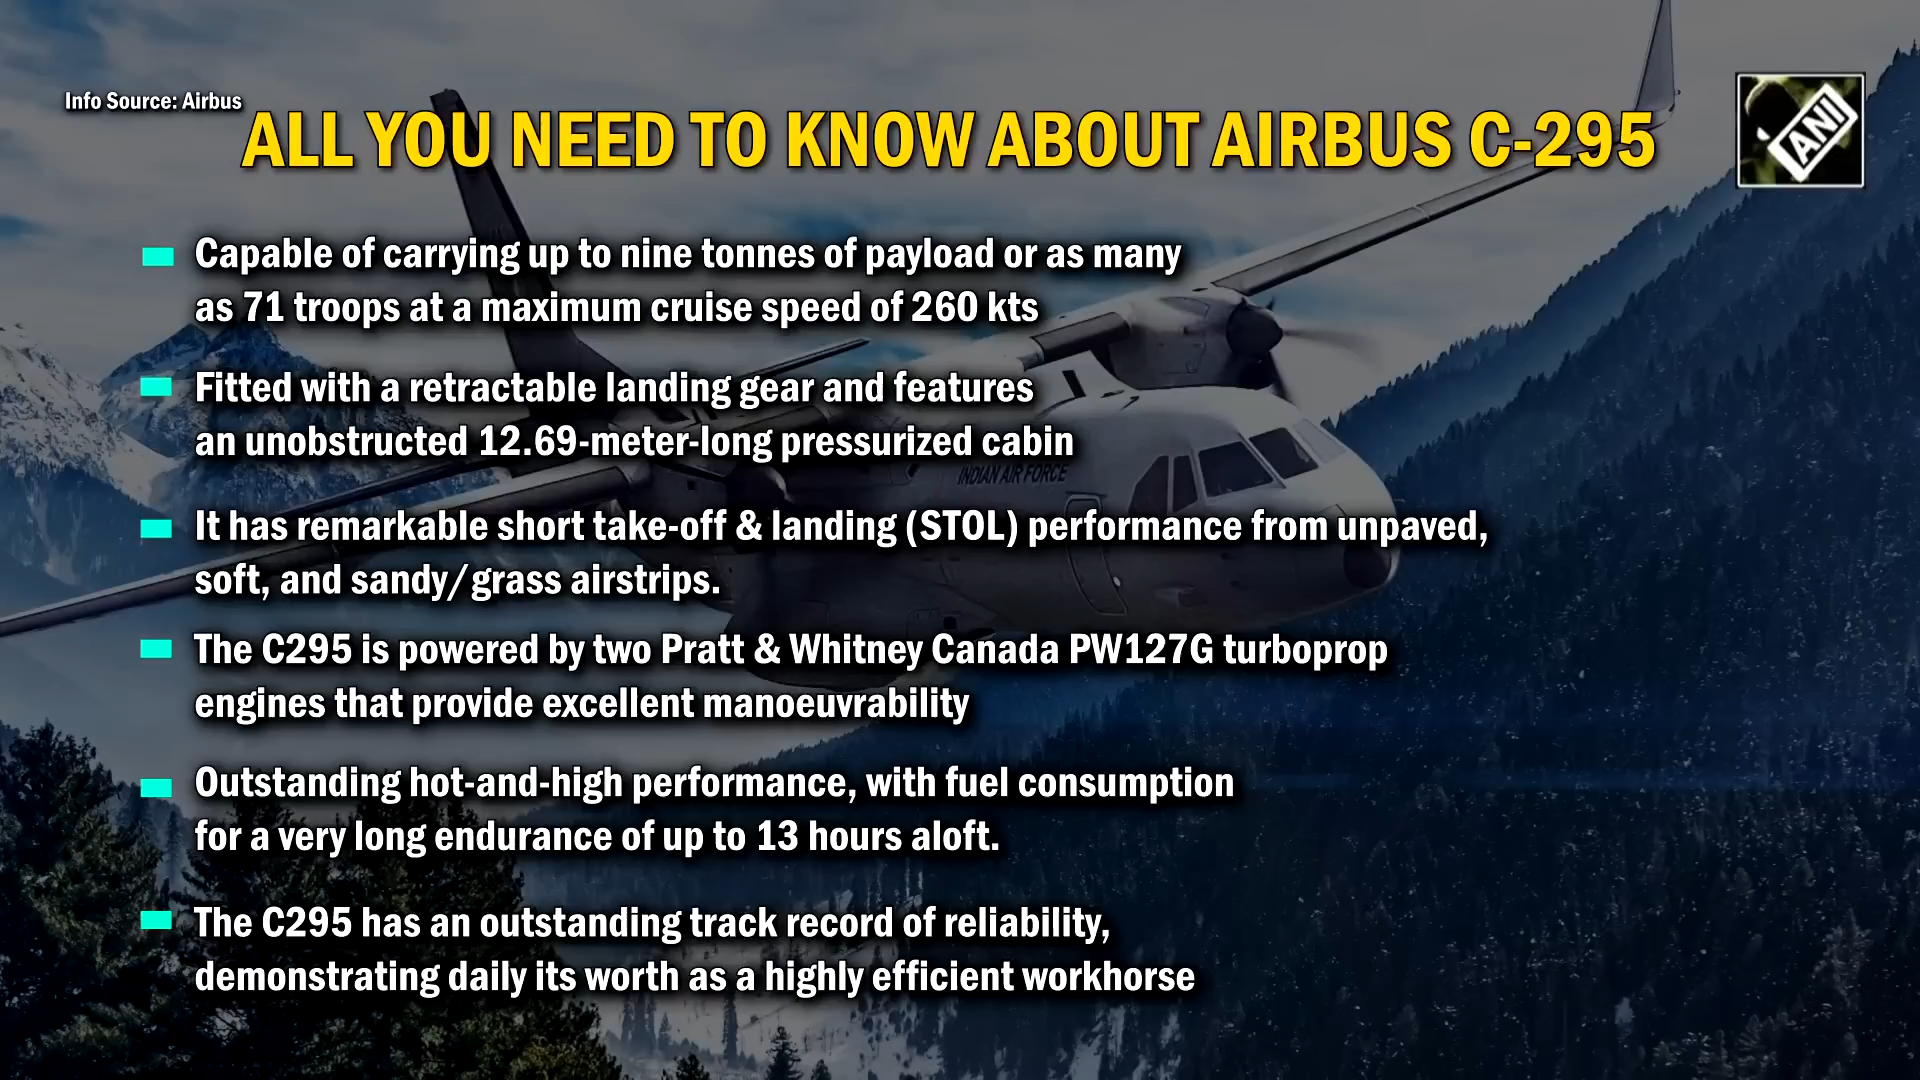 Info Source: Airbus
ALL YOU NEED TO KNOW ABOUT AIRBUS C-295
ANI
Capable of carrying up to nine tonnes of payload or as many
as 71 troops at a maximum cruise speed of 260 kts
Fitted with a retractable landing gear and features
an unobstructed 12.69-meter-long pressurized cabin
INDIAN AIR FORCE
It has remarkable short take-off & landing (STOL) performance from unpaved,
soft, and sandy/grass airstrips.
The C295 is powered by two Pratt & Whitney Canada PW127G turboprop
engines that provide excellent manoeuvrability
Outstanding hot-and-high performance, with fuel consumption
for a very long endurance of up to 13 hours aloft.
The C295 has an outstanding track record of reliability,
demonstrating daily its worth as a highly efficient workhorse